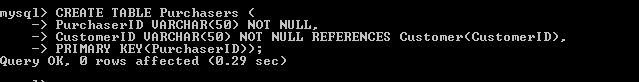 mysql> CREATE TABLE Purchasers (
    -> PurchaserID VARCHAR(50) NOT NULL,
    -> CustomerID VARCHAR(50) NOT NULL REFERENCES Customer(CustomerID),
    -> PRIMARY KEY(PurchaserID));
Query OK, 0 rows affected (0.29 sec)